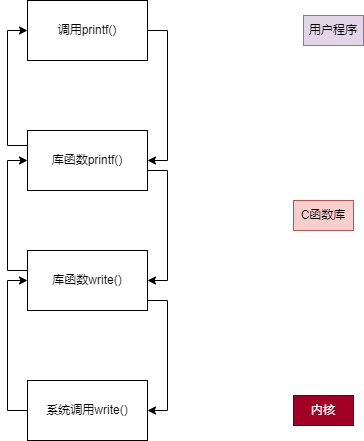 调用printf()
用户程序
库函数printf()
C函数库
库函数write()
系统调用write()
内核